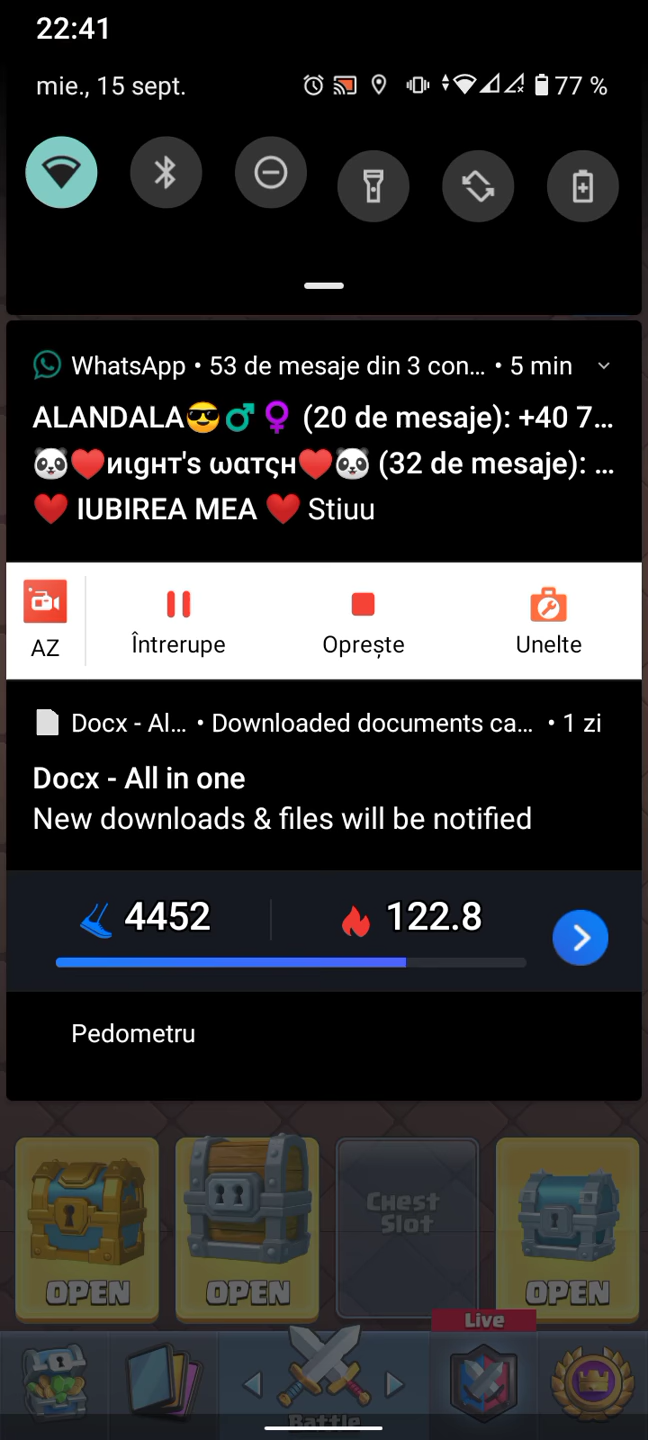 22:41
mie., 15 sept.
77 %
WhatsApp • 53 de mesaje din 3 con… • 5 min
ALANDALA😎♂️♀️ (20 de mesaje): +40 7…
🐼❤️иιgнт's ωαтςн❤️🐼 (32 de mesaje): …
❤️ IUBIREA MEA ❤️ Stiuu
AZ
Întrerupe
Oprește
Unelte
Docx - Al… • Downloaded documents ca… • 1 zi
Docx - All in one
New downloads & files will be notified
4452
122.8
Pedometru
Chest
Slot
OPEN
OPEN
OPEN
Live
Battle